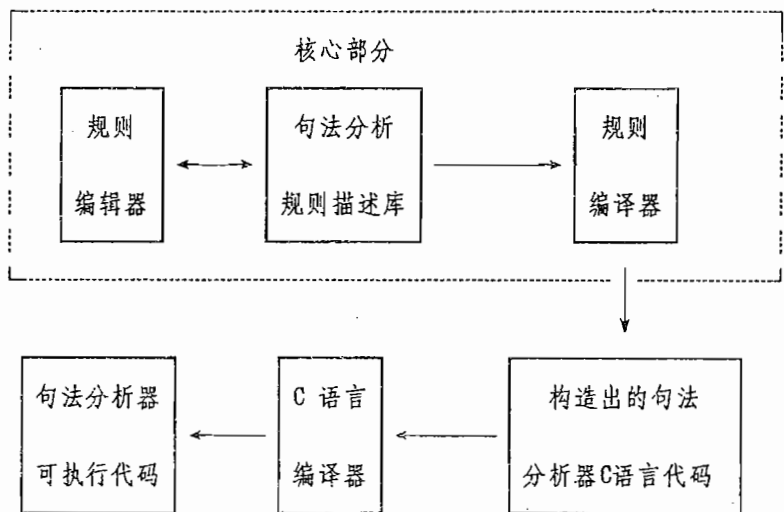 核心部分
规则
编辑器
句法分析
规则描述库
规则
编译器
句法分析器
可执行代码
C 语言
编译器
构造出的句法
分析器C语言代码